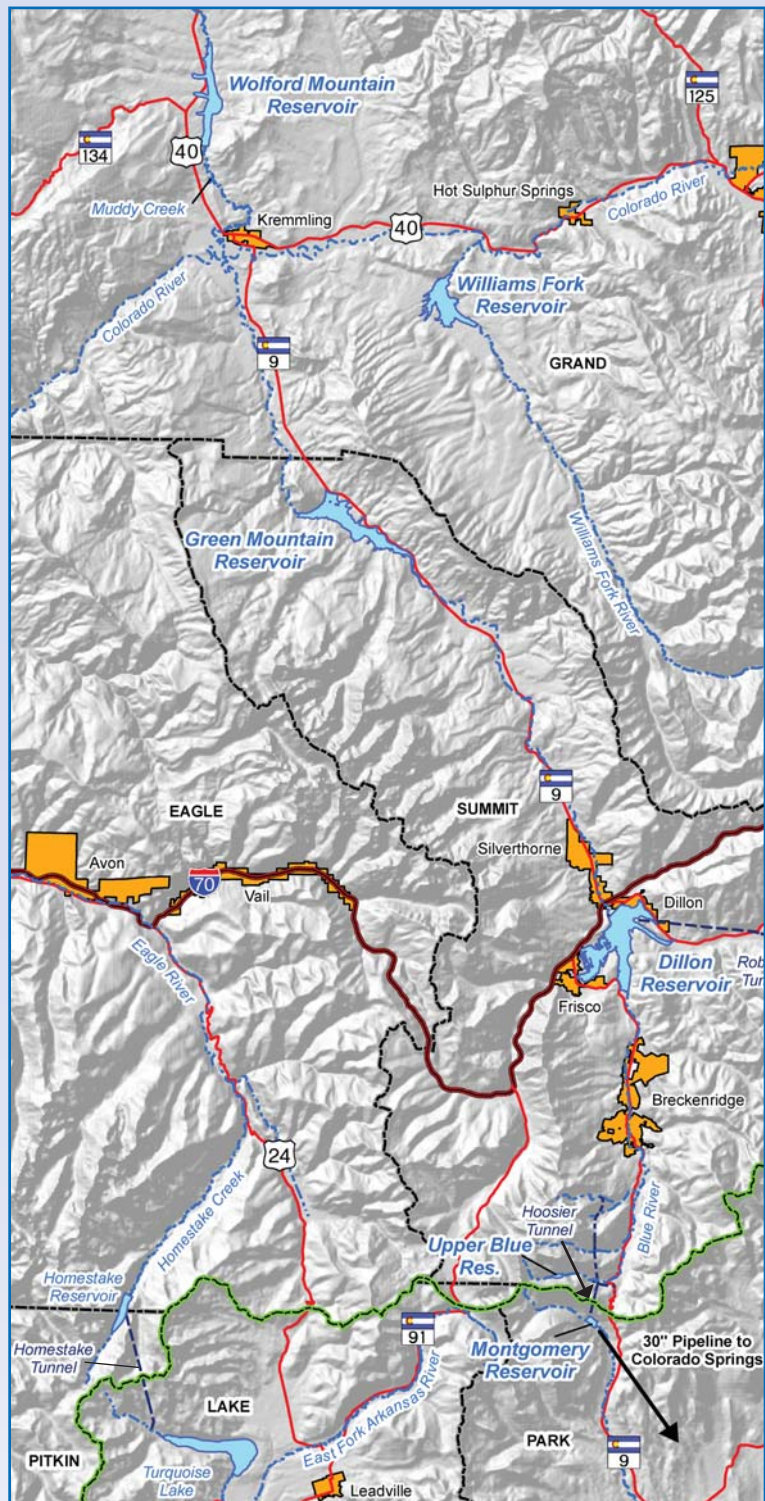 125
Wolford Mountain
Reservoir
134
40
Muddy Creek
Hot Sulphur Springs
Colorado River
Kremmling
40
Colorado River
Williams Fork
Reservoir
9
GRAND
Green Mountain
Reservoir
Williams Fork River
9
EAGLE
SUMMIT
Silverthorne
Avon
70
Vail
Dillon
Eagle River
Dillon
Reservoir
Rob
Tur
Frisco
Breckenridge
24
Homestake Creek
Hoosier
Tunnel
Blue River
Upper Blue
Res.
Homestake
Reservoir
91
Montgomery
Reservoir
30" Pipeline to
Colorado Springs
Homestake
Tunnel
LAKE
East Fork Arkansas River
PARK
9
PITKIN
Turquoise
Lake
Leadville